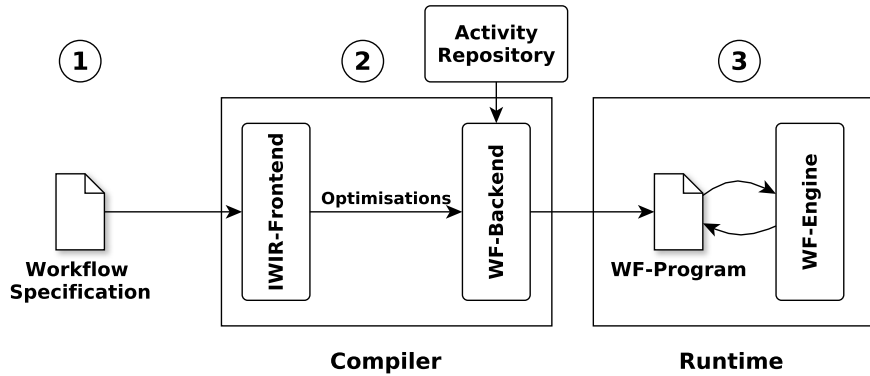 1
2
3
Activity
Repository
IWIR-Frontend
Optimisations
WF-Backend
WF-Engine
Workflow
Specification
WF-Program
Compiler
Runtime